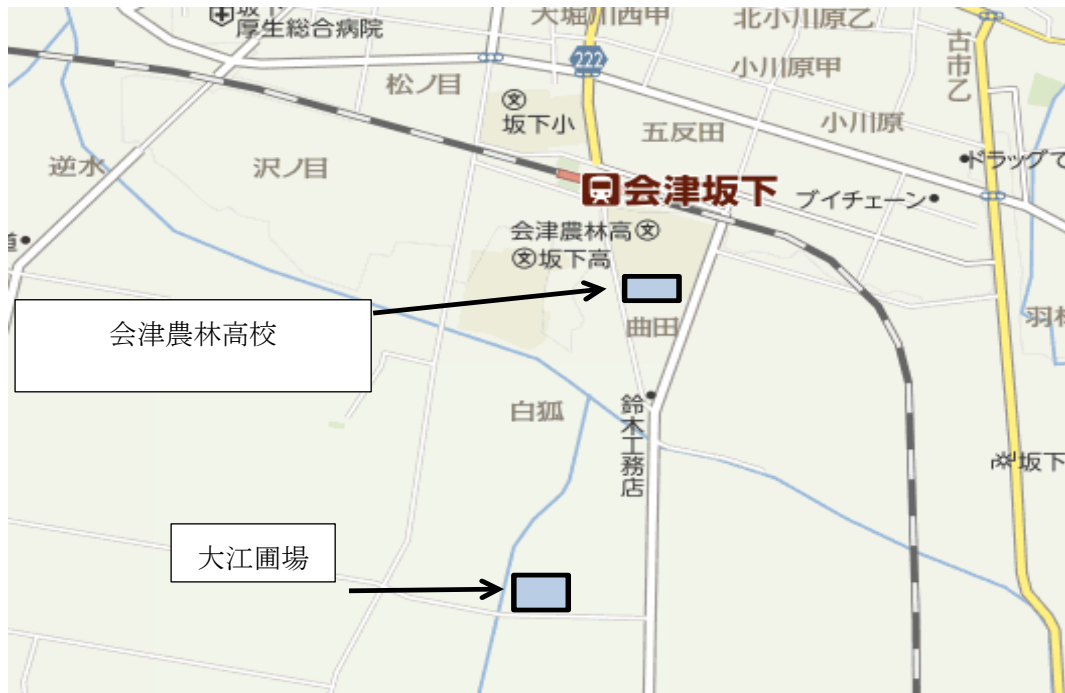 厚生総合病院
大堀川西甲
北小川原乙
古市乙
222
小川原甲
松ノ目
坂下小
五反田
小川原
逆水
沢ノ目
ドラッグて
会津坂下
ブイチェーン
会津農林高
坂下高
会津農林高校
曲田
白狐
鈴木工務店
坂下
大江圃場